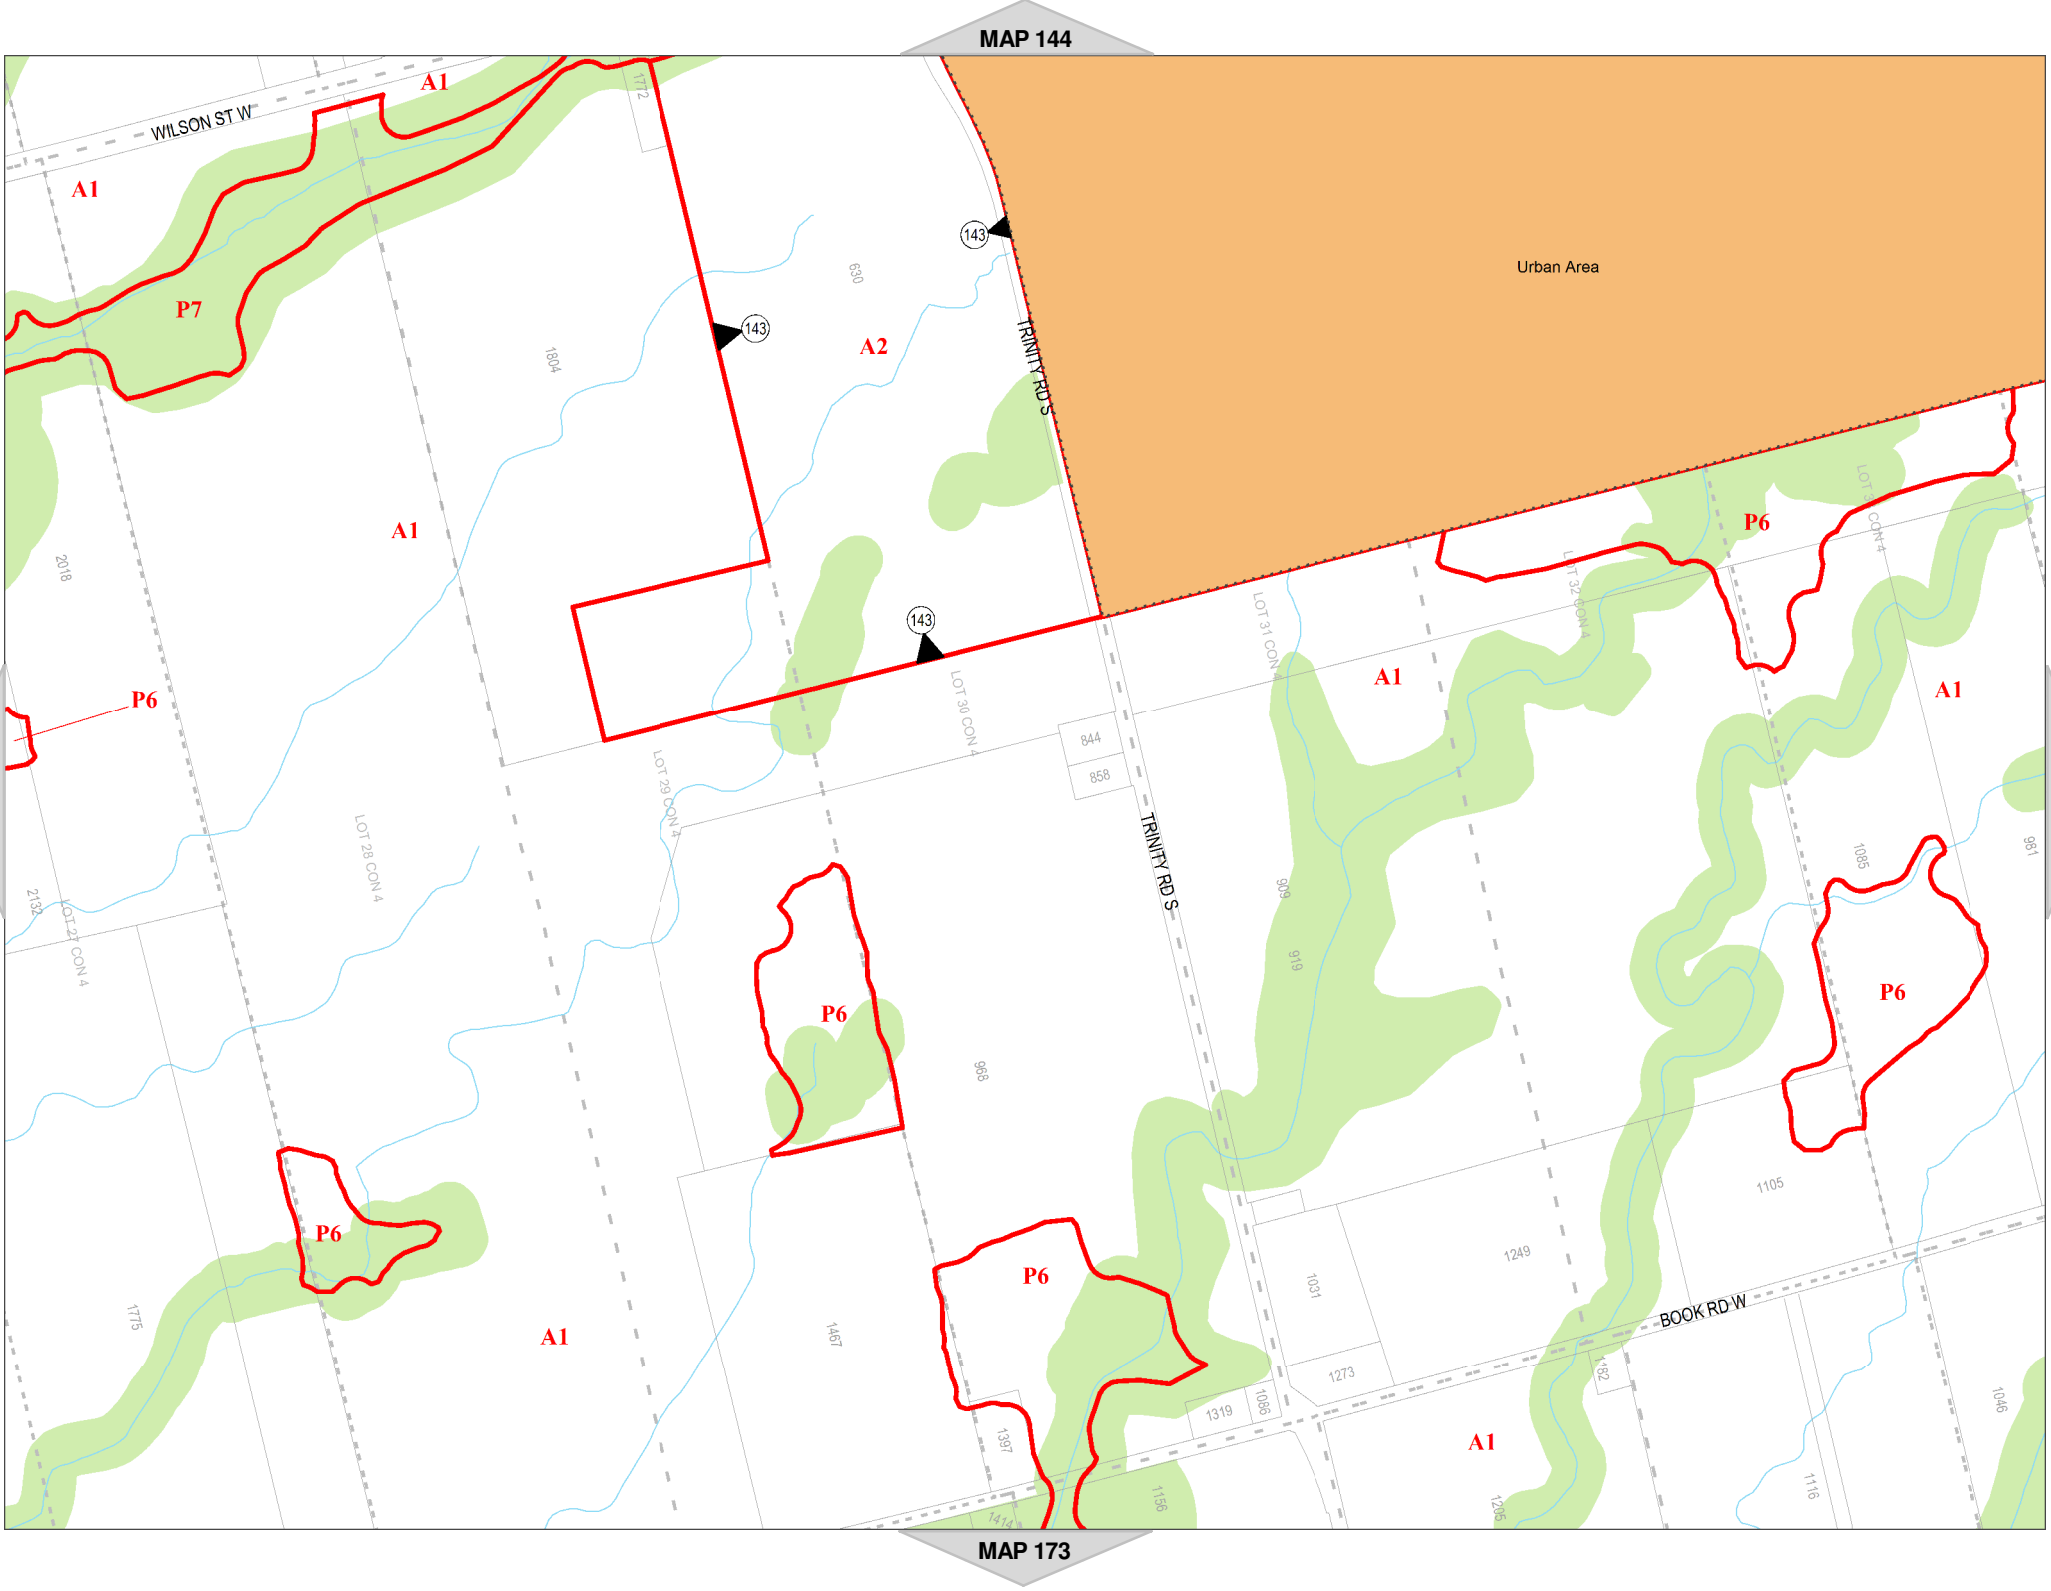 MAP 144
A1
1772
WILSON ST W
A1
143
630
Urban Area
P7
143
TRINITY RD S
A2
1804
A1
P6
LOT 32 CON 4
2018
LOT 31 CON 4
143
A1
A1
P6
LOT 30 CON 4
844
858
LOT 29 CON 4
LOT 28 CON 4
TRINITY RD S
1085
981
2132
LOT 27 CON 4
909
919
P6
P6
968
1105
P6
1249
P6
1031
1775
A1
1467
BOOK RD W
1273
1182
1086
1319
1046
1397
A1
1156
1205
1116
1414
MAP 173